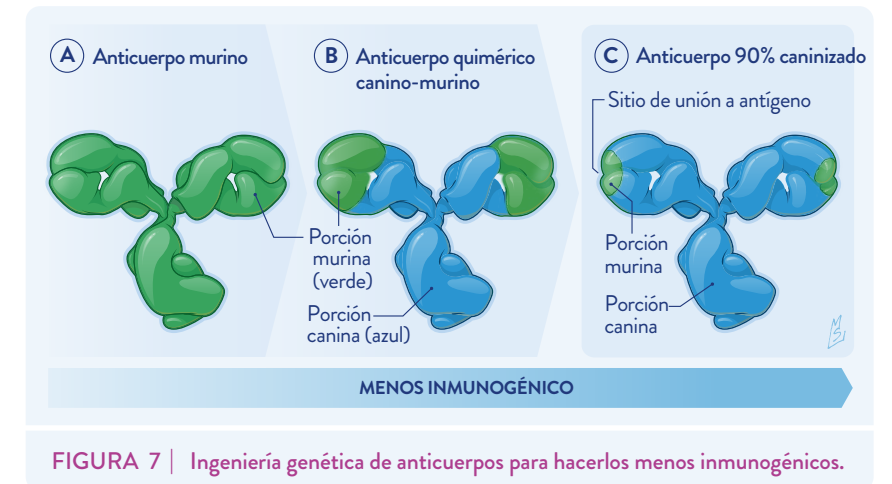 A Anticuerpo murino
B Anticuerpo quimérico
canino-murino
C Anticuerpo 90% caninizado
Sitio de unión a antígeno
Porción
murina
(verde)
Porción
canina (azul)
Porción
murina
Porción
canina
MENOS INMUNOGÉNICO
FIGURA 7 | Ingeniería genética de anticuerpos para hacerlos menos inmunogénicos.